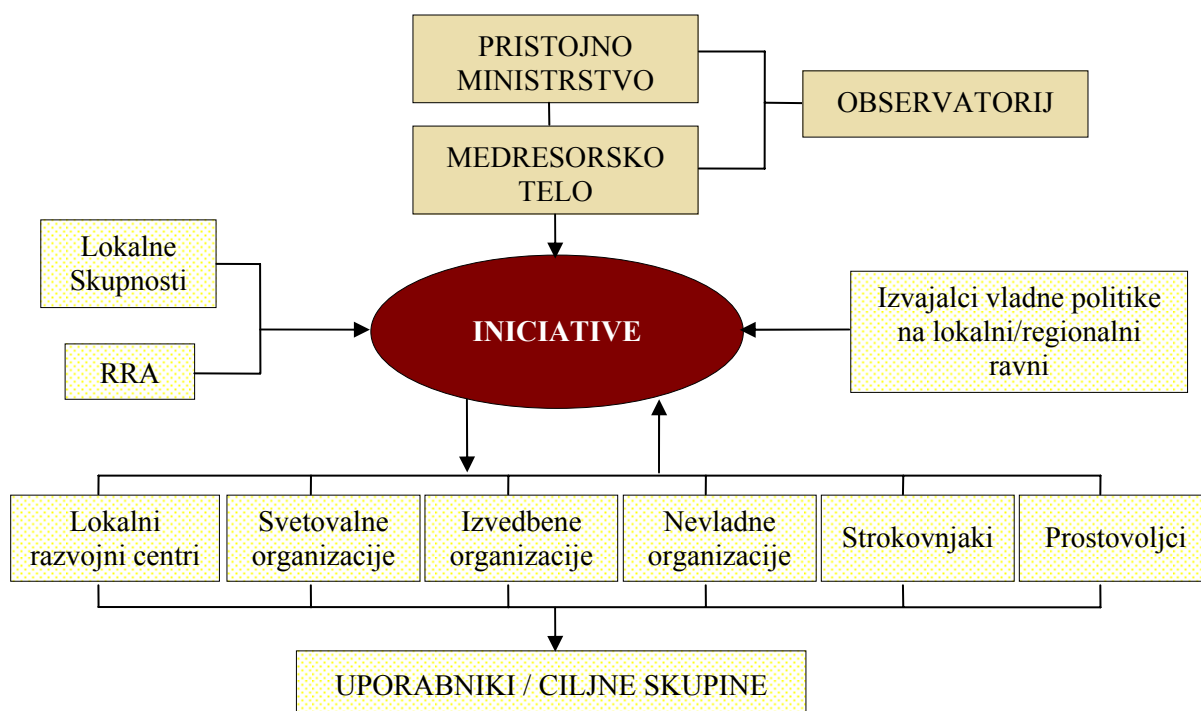 PRISTOJNO
MINISTRSTVO
OBSERVATORIJ
MEDRESORSKO
TELO
Lokalne
Skupnosti
RRA
INICIATIVE
Izvajalci vladne politike
na lokalni/regionalni
ravni
Lokalni
razvojni centri
Svetovalne
organizacije
Izvedbene
organizacije
Nevladne
organizacije
Strokovnjaki
Prostovoljci
UPORABNIKI / CILJNE SKUPINE